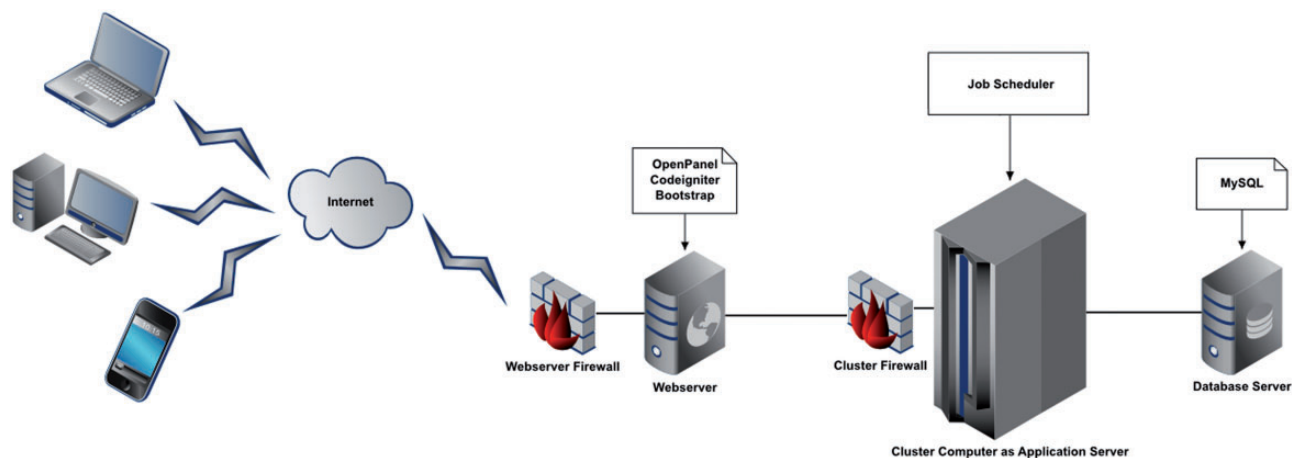 Job Scheduler
OpenPanel
Codeigniter
Bootstrap
MySQL
Internet
Webserver Firewall
Webserver
Cluster Firewall
Database Server
Cluster Computer as Application Server